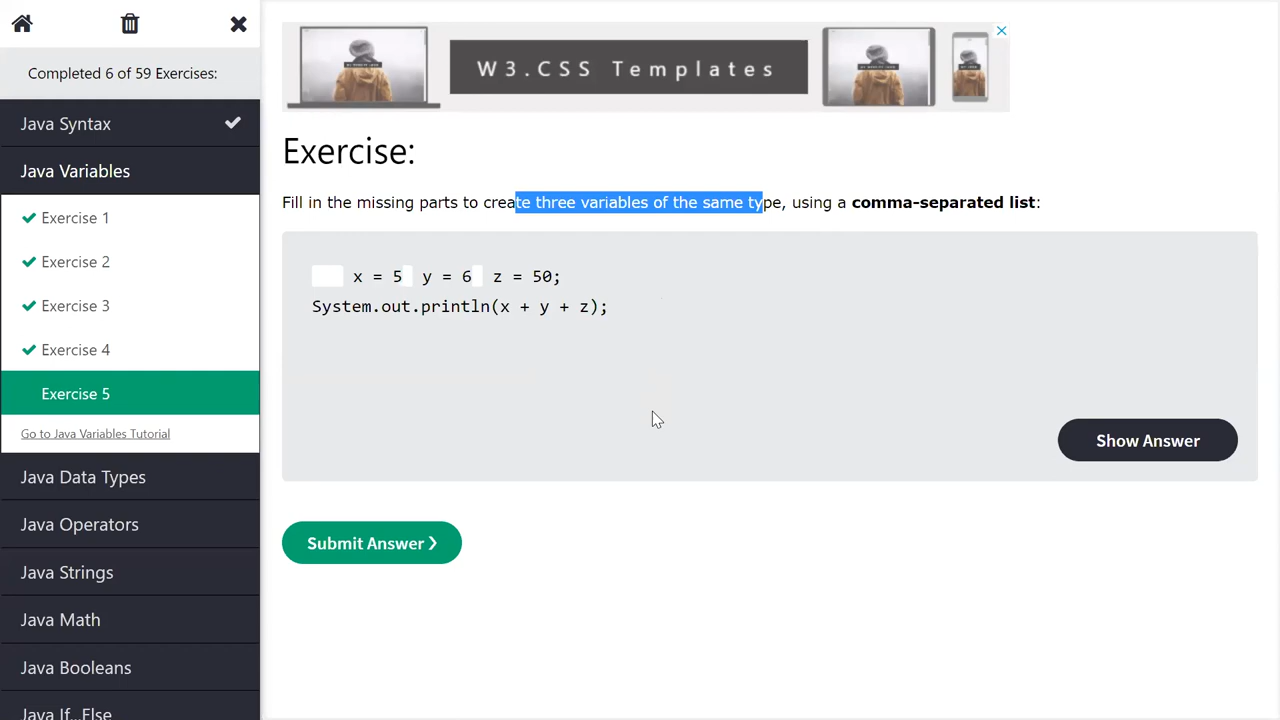 Completed 6 of 59 Exercises:
Java Syntax
Java Variables
Exercise 1
Exercise 2
Exercise 3
Exercise 4
Exercise 5
Go to Java Variables Tutorial
Java Data Types
Java Operators
Java Strings
Java Math
Java Booleans
Java If...Else
W3.CSS Templates
Exercise:
Fill in the missing parts to create three variables of the same type, using a comma-separated list:
x = 5 y = 6 z = 50;
System.out.println(x + y + z);
Show Answer
Submit Answer ❯